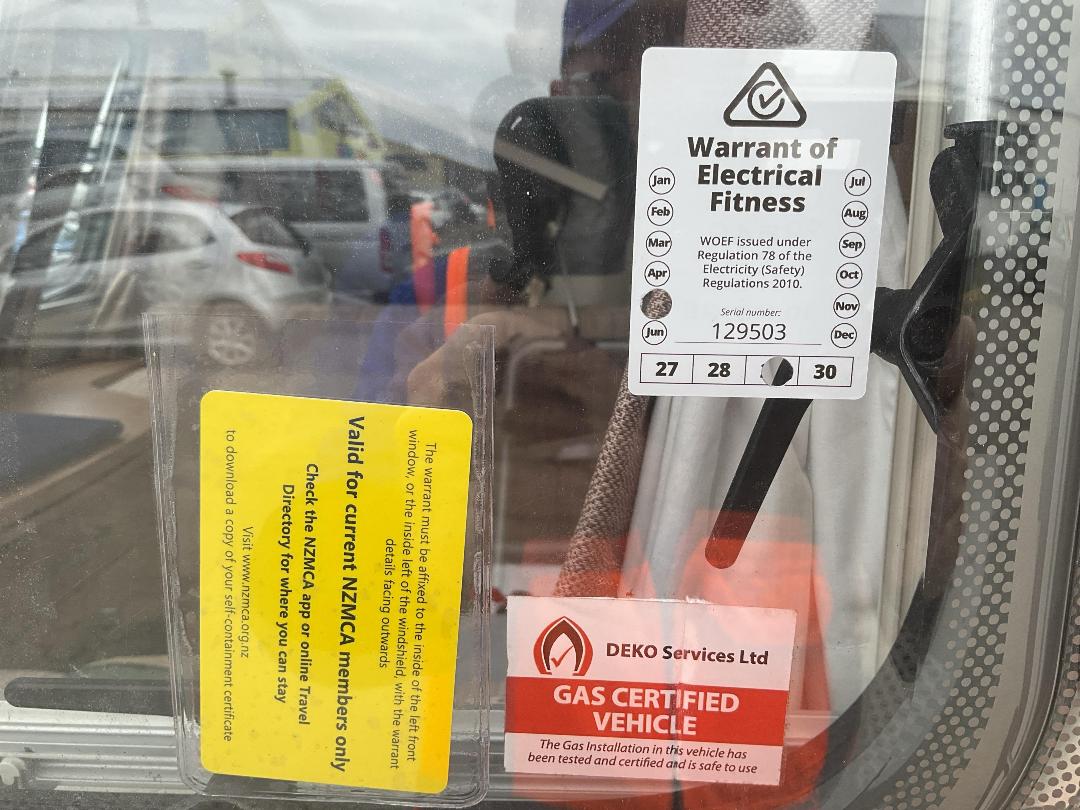 Warrant of
Electrical
Fitness
Jan
Feb
Mar
Apr
Jun
Jul
Aug
Sep
Oct
Nov
Dec
WOEF issued under
Regulation 78 of the
Electricity (Safety)
Regulations 2010.
Serial number:
129503
27 28 30
The warrant must be affixed to the inside of the left front
window, or the inside left of the windshield, with the warrant
details facing outwards
Valid for current NZMCA members only
Check the NZMCA app or online Travel
Directory for where you can stay
Visit www.nzmca.org.nz
to download a copy of your self-containment certificate
DEKO Services Ltd
GAS CERTIFIED
VEHICLE
The Gas Installation in this vehicle has
been tested and certified and is safe to use